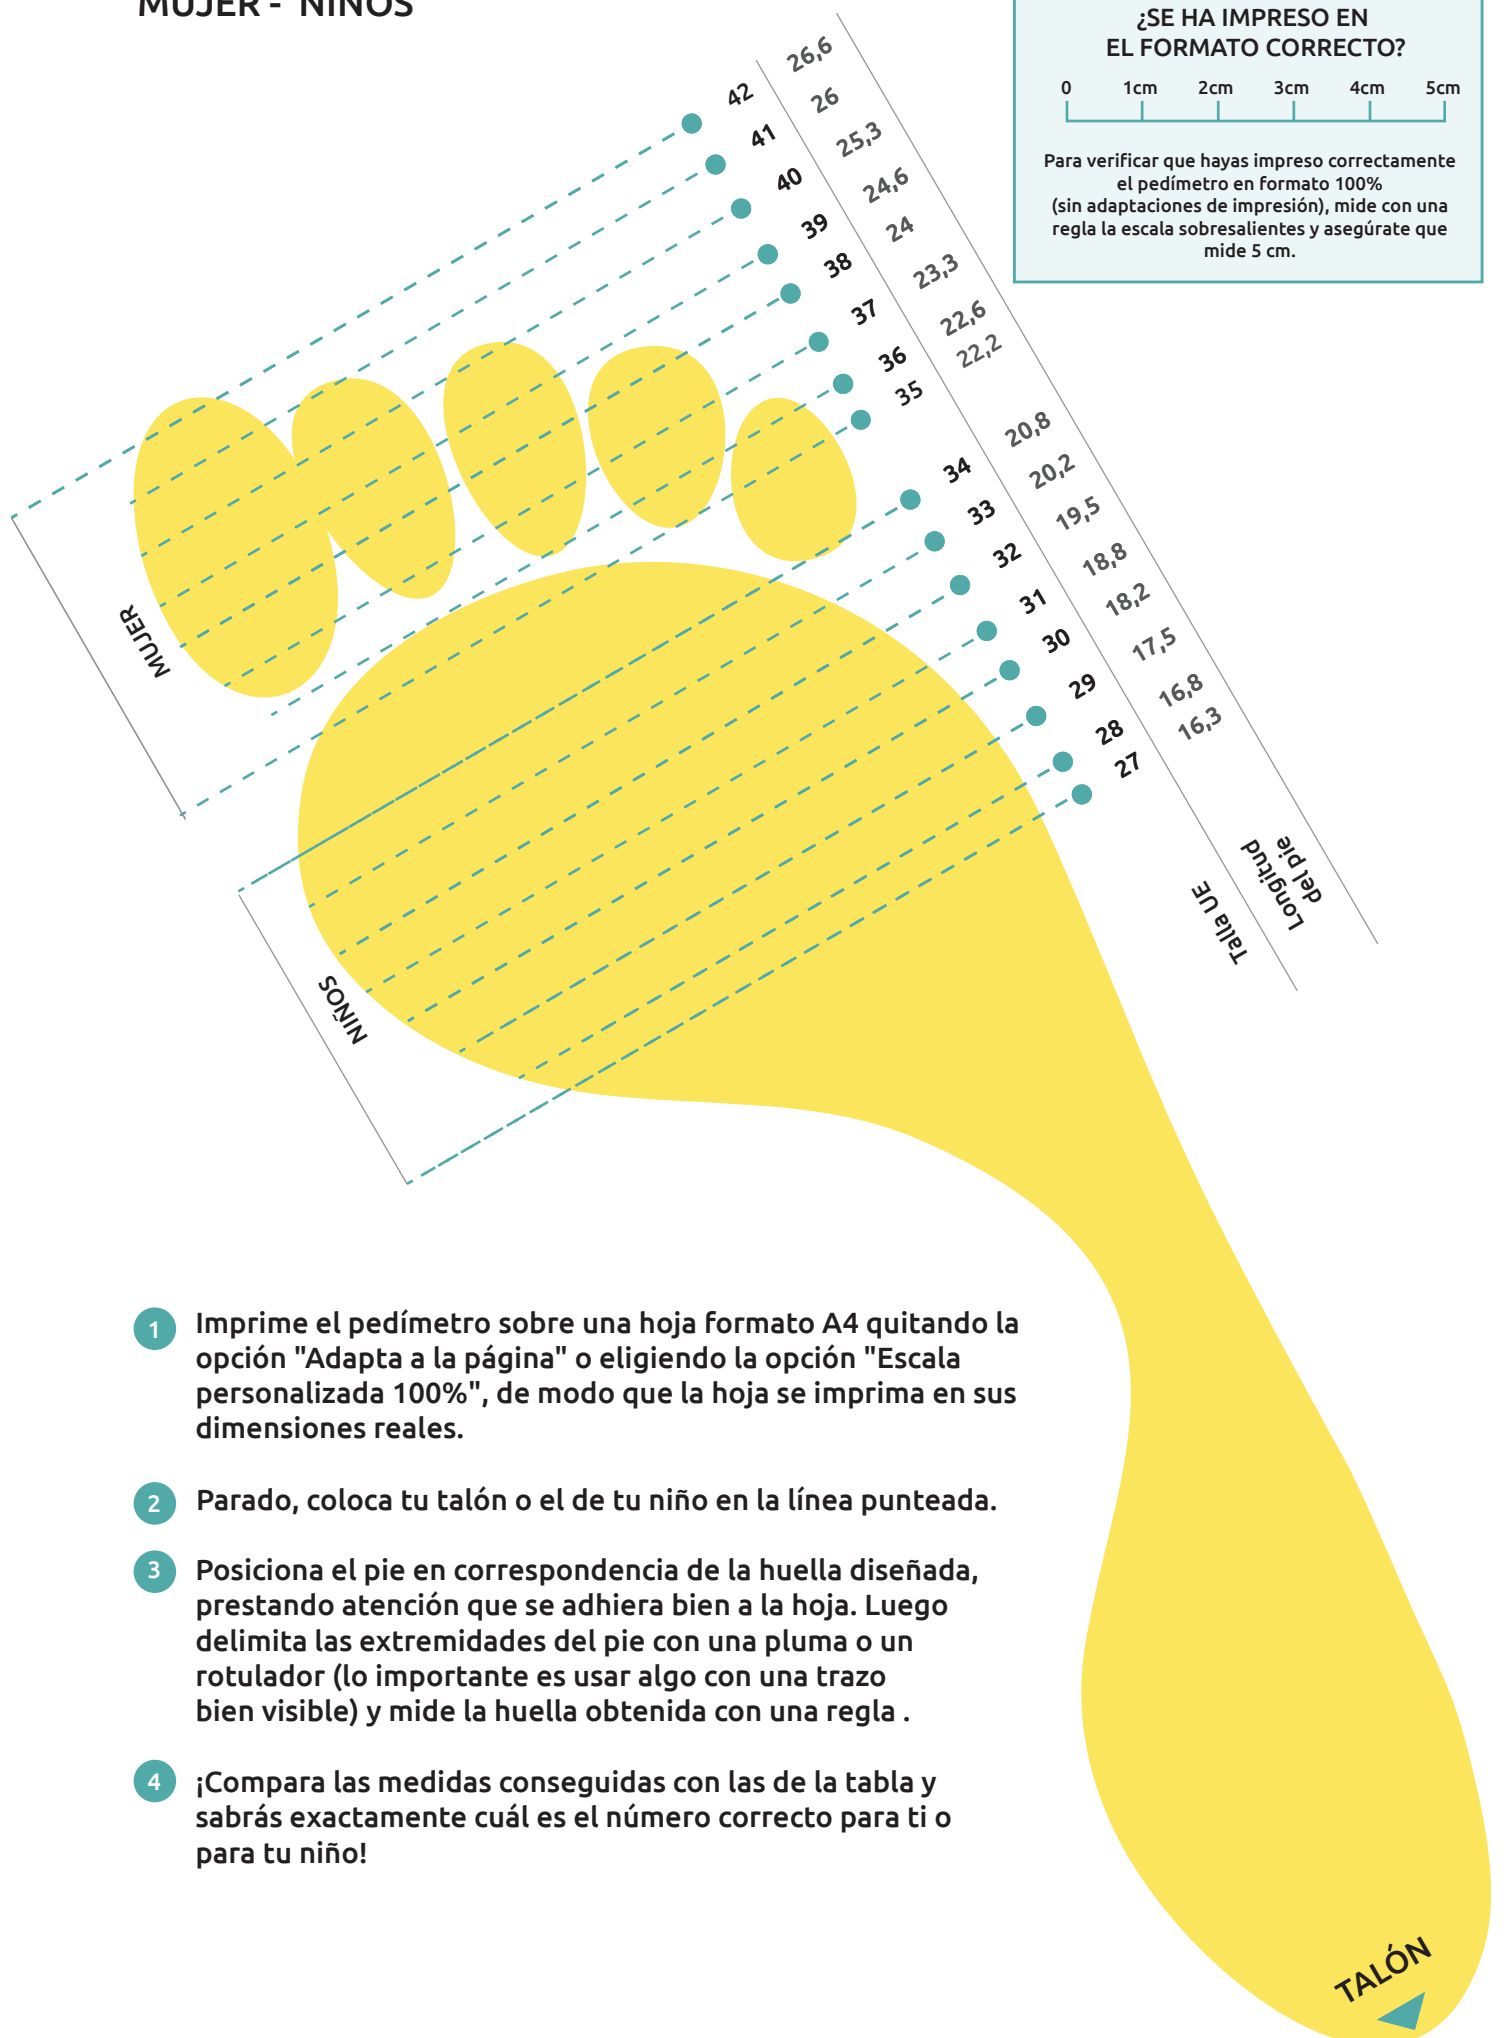 MUJER - NIÑOS
¿SE HA IMPRESO EN
EL FORMATO CORRECTO?
0 1cm 2cm 3cm 4cm 5cm
Para verificar que hayas impreso correctamente
el pedímetro en formato 100%
(sin adaptaciones de impresión), mide con una
regla la escala sobresalientes y asegúrate que
mide 5 cm.
42 26,6
41 26
40 25,3
39 24,6
38 24
37 23,3
36 22,6
35 22,2
34 20,8
33 20,2
32 19,5
31 18,8
30 18,2
29 17,5
28 16,8
27 16,3
MUJER
NIÑOS
Talla UE
Longitud
del pie
1 Imprime el pedímetro sobre una hoja formato A4 quitando la
opción "Adapta a la página" o eligiendo la opción "Escala
personalizada 100%", de modo que la hoja se imprima en sus
dimensiones reales.
2 Parado, coloca tu talón o el de tu niño en la línea punteada.
3 Posiciona el pie en correspondencia de la huella diseñada,
prestando atención que se adhiera bien a la hoja. Luego
delimita las extremidades del pie con una pluma o un
rotulador (lo importante es usar algo con una trazo
bien visible) y mide la huella obtenida con una regla .
4 ¡Compara las medidas conseguidas con las de la tabla y
sabrás exactamente cuál es el número correcto para ti o
para tu niño!
TALÓN